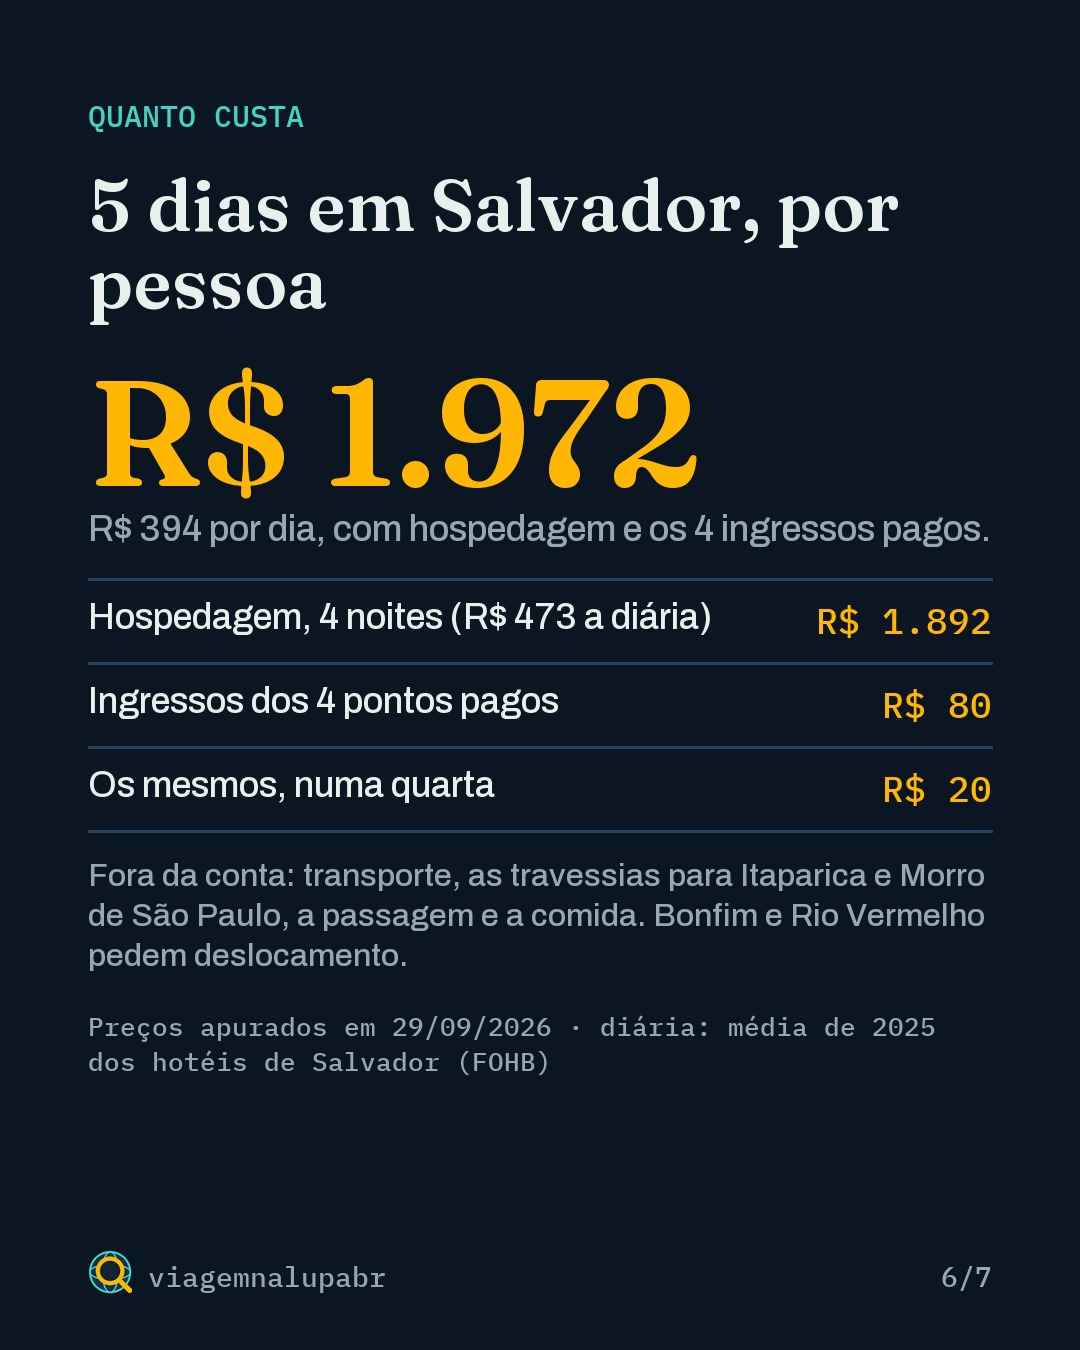 QUANTO CUSTA
5 dias em Salvador, por
pessoa
R$ 1.972
R$ 394 por dia, com hospedagem e os 4 ingressos pagos.
Hospedagem, 4 noites (R$ 473 a diária) R$ 1.892
Ingressos dos 4 pontos pagos R$ 80
Os mesmos, numa quarta R$ 20
Fora da conta: transporte, as travessias para Itaparica e Morro
de São Paulo, a passagem e a comida. Bonfim e Rio Vermelho
pedem deslocamento.
Preços apurados em 29/09/2026 · diária: média de 2025
dos hotéis de Salvador (FOHB)
viagemnalupabr 6/7